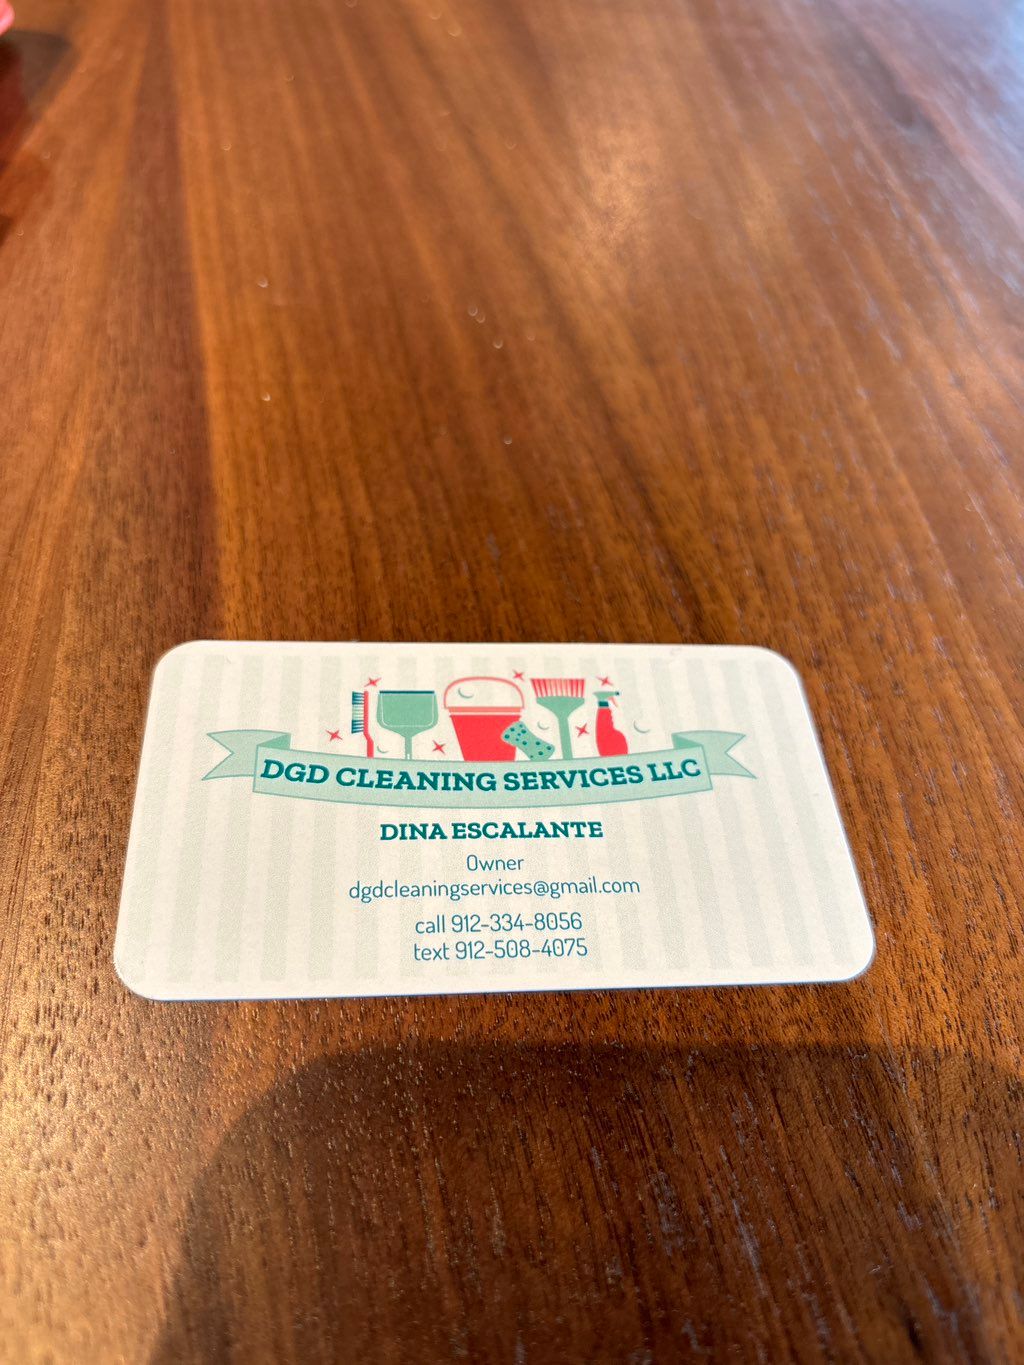 DGD CLEANING SERVICES LLC
DINA ESCALANTE
Owner
dgdcleaningservices@gmail.com
call 912-334-8056
text 912-508-4075